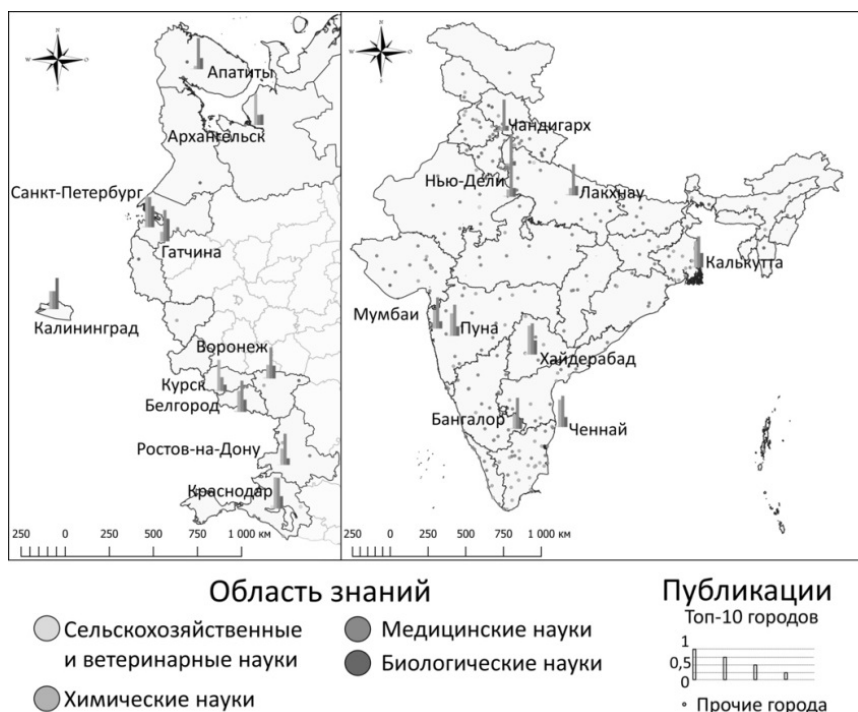 Апатиты
Архангельск
Санкт-Петербург
Гатчина
Калининград
Воронеж
Курск
Белгород
Ростов-на-Дону
Краснодар
250 0 250 500 750 1 000 км
Чандигарх
Нью-Дели
Лакхнау
Калькутта
Мумбаи
Пуна
Хайдерабад
Бангалор
Ченнай
250 0 250 500 750 1 000 км
Область знаний
Сельскохозяйственные
и ветеринарные науки
Химические науки
Медицинские науки
Биологические науки
Публикации
Топ-10 городов
1
0,5
0
Прочие города